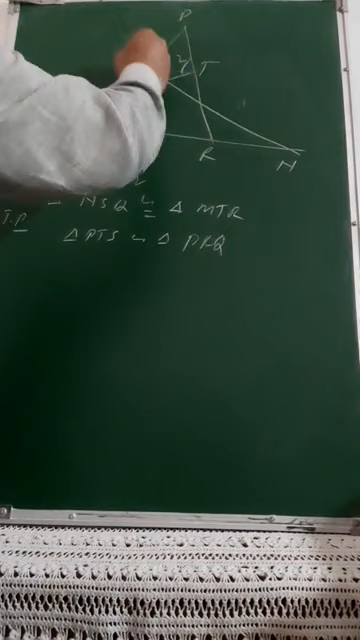 P
T
R
N
NSQ ≅ Δ MTR
T.P
Δ PTS ~ Δ PRQ